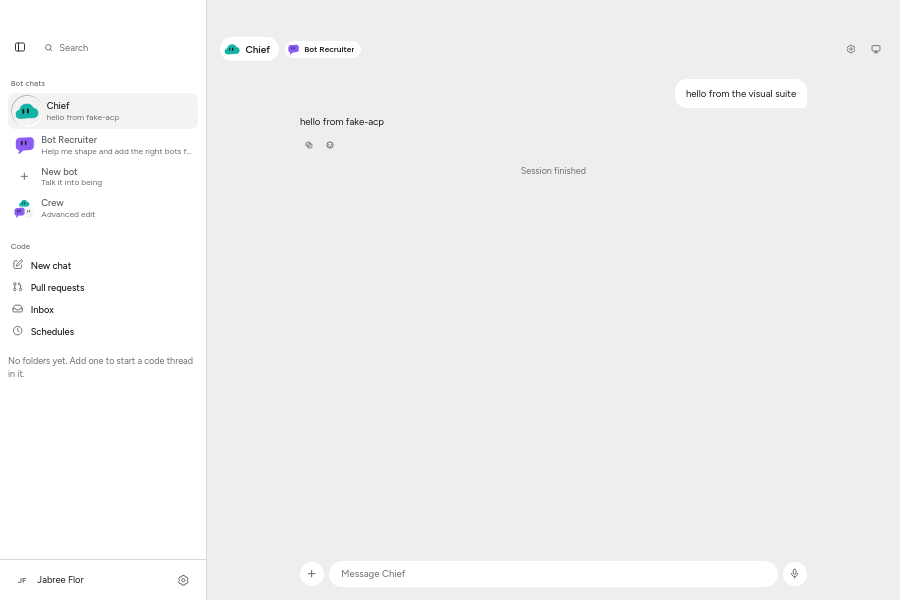 Search
Bot chats
Chief
hello from fake-acp
Bot Recruiter
Help me shape and add the right bots f...
New bot
Talk it into being
Crew
Advanced edit
Code
New chat
Pull requests
Inbox
Schedules
No folders yet. Add one to start a code thread
in it.
JF Jabree Flor
Chief Bot Recruiter
hello from the visual suite
hello from fake-acp
Session finished
Message Chief